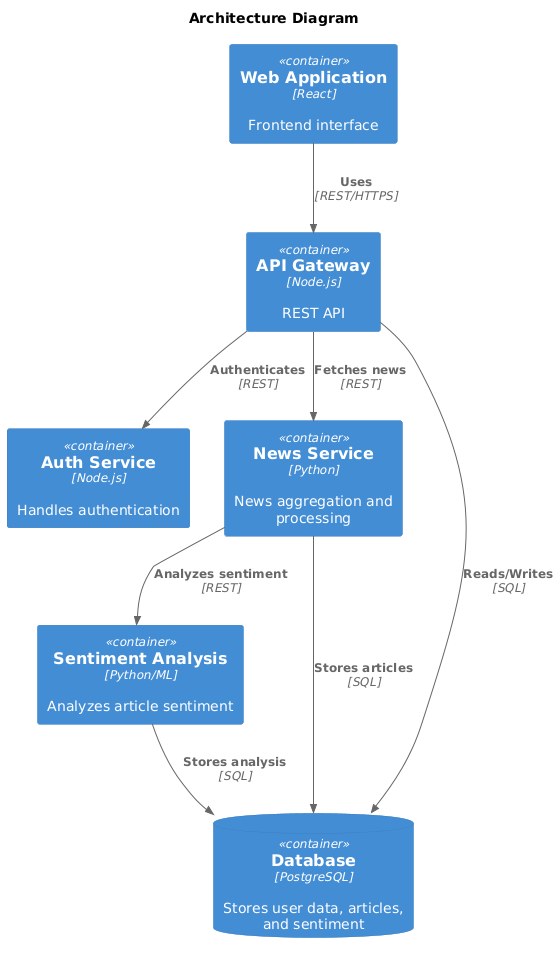 Architecture Diagram
«container»
Web Application
[React]
Frontend interface
Uses
[REST/HTTPS]
«container»
API Gateway
[Node.js]
REST API
Authenticates
[REST]
Fetches news
[REST]
«container»
Auth Service
[Node.js]
Handles authentication
«container»
News Service
[Python]
News aggregation and
processing
Analyzes sentiment
[REST]
Reads/Writes
[SQL]
«container»
Sentiment Analysis
[Python/ML]
Analyzes article sentiment
Stores articles
[SQL]
Stores analysis
[SQL]
«container»
Database
[PostgreSQL]
Stores user data, articles,
and sentiment